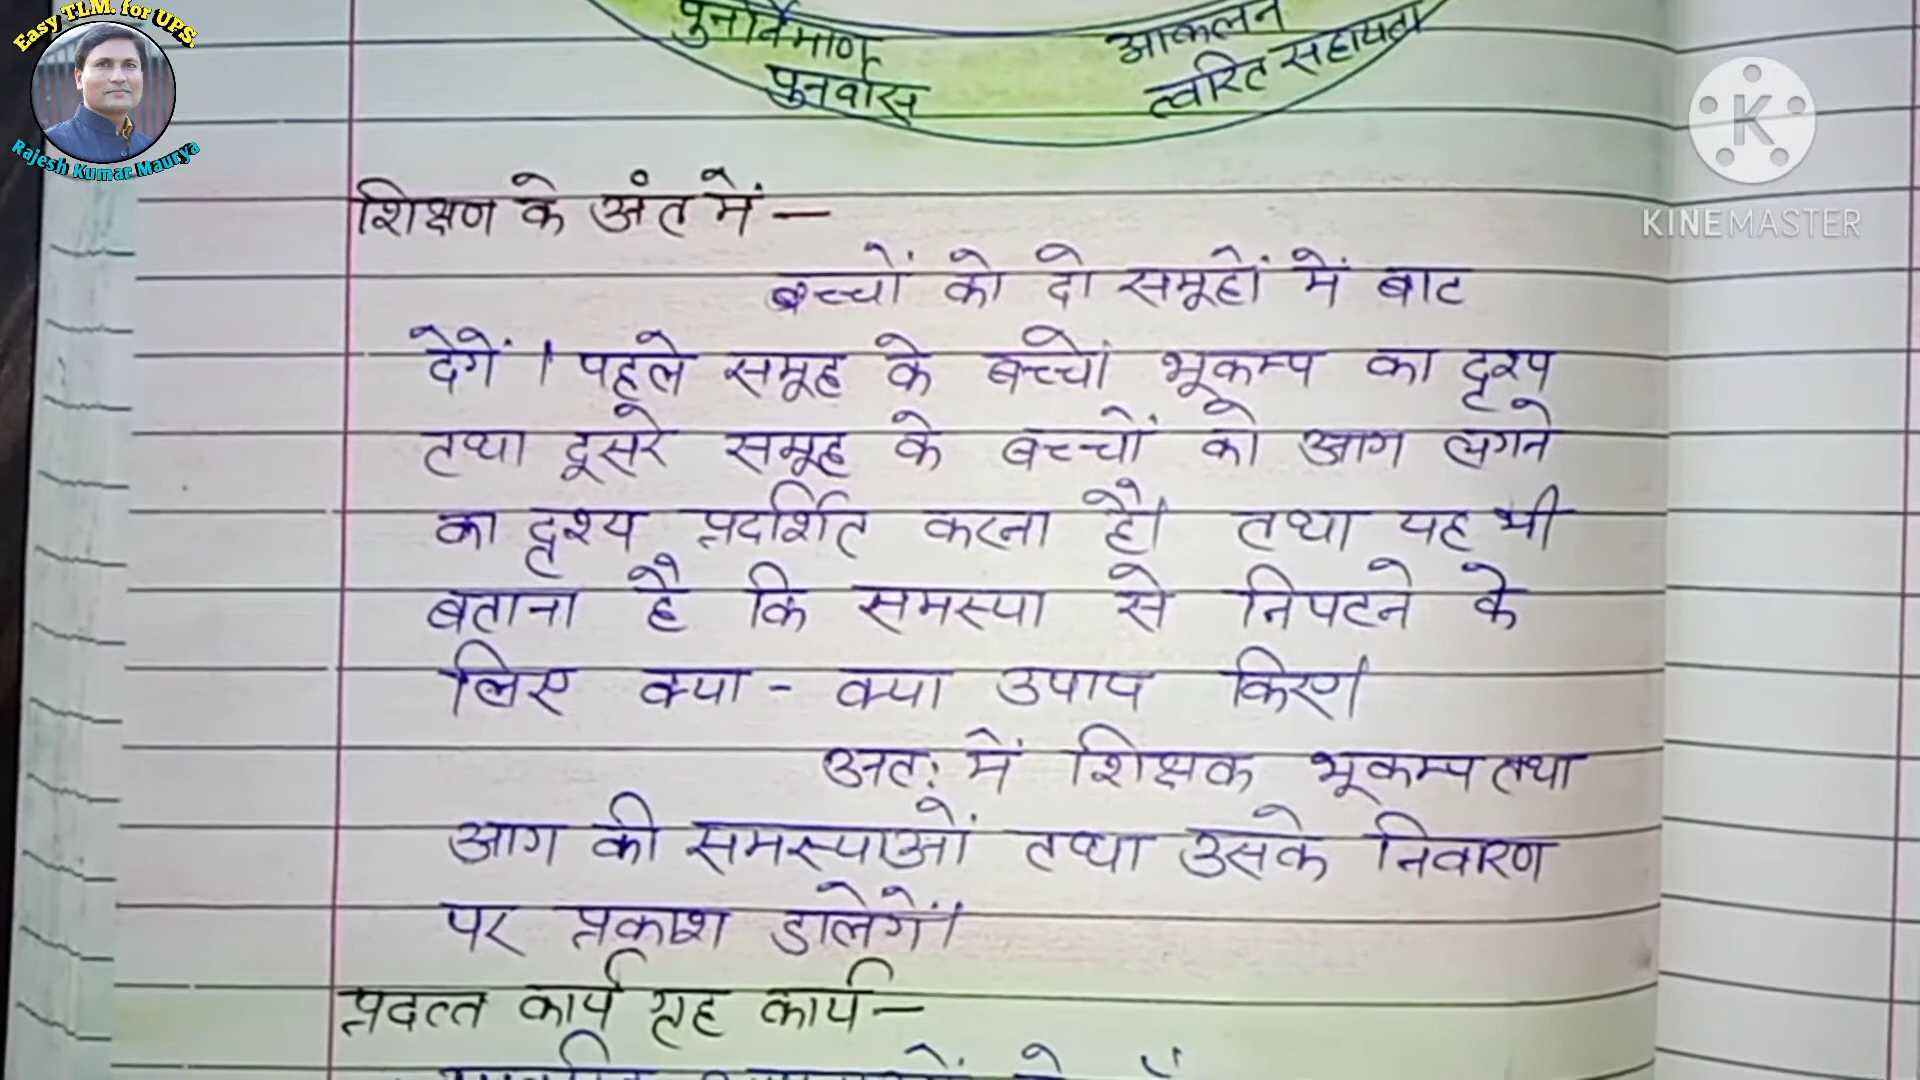 Easy TLM. for UPS.
Rajesh Kumar Maurya
K
KINEMASTER
पुनर्निमाण
पुनर्वास
आकलन
त्वरित सहायता
शिक्षण के अंत में –
बच्चों को दो समूहों में बाट
देगें । पहले समूह के बच्चों भूकम्प का दृश्य
तथा दूसरे समूह के बच्चों को आग लगने
का दृश्य प्रदर्शित करना है। तथा यह भी
बताना है कि समस्या से निपटने के
लिए क्या - क्या उपाय किए।
अतः में शिक्षक भूकम्प तथा
आग की समस्याओं तथा उसके निवारण
पर प्रकाश डालेगें।
प्रदत्त कार्य गृह कार्य –